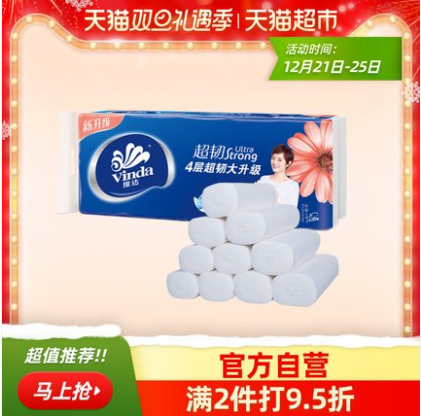 天猫双旦礼遇季 天猫超市
活动时间：
12月21日-25日
新升级
Vinda
维达
超韧 Ultra Strong
4层超韧大升级
超值推荐!!
马上抢
官方自营
满2件打9.5折